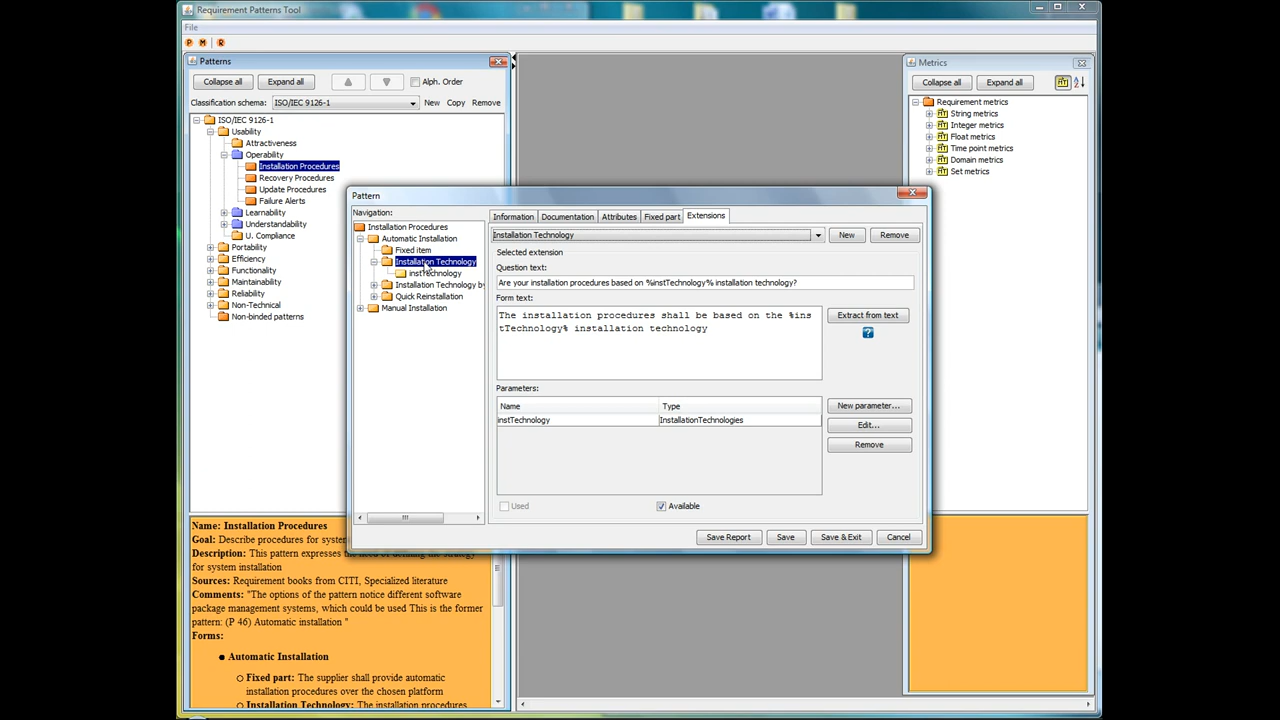 Requirement Patterns Tool
File
P M R
Patterns
Collapse all Expand all Alph. Order
Classification schema: ISO/IEC 9126-1 New Copy Remove
ISO/IEC 9126-1
Usability
Attractiveness
Operability
Installation Procedures
Recovery Procedures
Update Procedures
Failure Alerts
Learnability
Understandability
U. Compliance
Portability
Efficiency
Functionality
Maintainability
Reliability
Non-Technical
Non-binded patterns
Name: Installation Procedures
Goal: Describe procedures for system
Description: This pattern expresses
for system installation
Sources: Requirement books from CITI, Specialized literature
Comments: "The options of the pattern notice different software
package management systems, which could be used This is the former
pattern: (P 46) Automatic installation "
Forms:
● Automatic Installation
○ Fixed part: The supplier shall provide automatic
installation procedures over the chosen platform
○ Installation Technology: The installation procedures
Pattern
Navigation:
Installation Procedures
Automatic Installation
Fixed item
Installation Technology
instTechnology
Installation Technology by
Quick Reinstallation
Manual Installation
Information Documentation Attributes Fixed part Extensions
Installation Technology New Remove
Selected extension
Question text:
Are your installation procedures based on %instTechnology% installation technology?
Form text:
The installation procedures shall be based on the %ins
tTechnology% installation technology
Extract from text
?
Parameters:
Name Type
instTechnology InstallationTechnologies
New parameter...
Edit...
Remove
Used Available
Save Report Save Save & Exit Cancel
Metrics
Collapse all Expand all
Requirement metrics
String metrics
Integer metrics
Float metrics
Time point metrics
Domain metrics
Set metrics